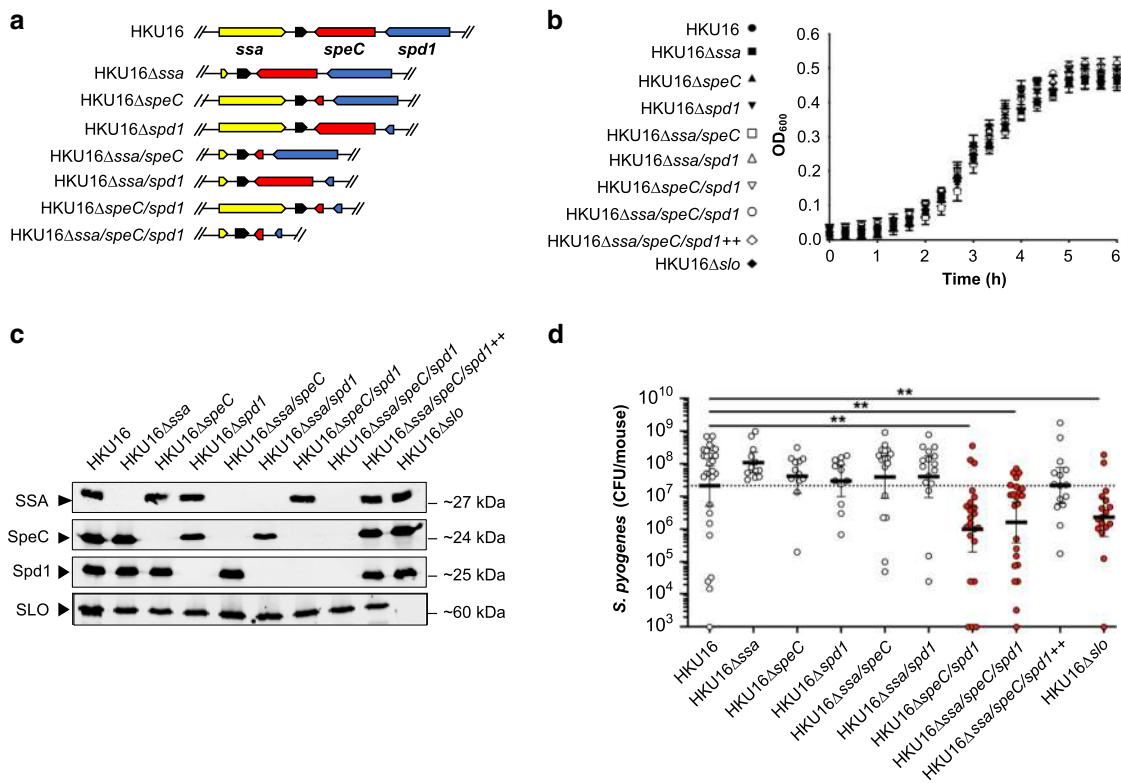 a
HKU16
ssa speC spd1
HKU16Δssa
HKU16ΔspeC
HKU16Δspd1
HKU16Δssa/speC
HKU16Δssa/spd1
HKU16ΔspeC/spd1
HKU16Δssa/speC/spd1
b
HKU16
HKU16Δssa
HKU16ΔspeC
HKU16Δspd1
HKU16Δssa/speC
HKU16Δssa/spd1
HKU16ΔspeC/spd1
HKU16Δssa/speC/spd1
HKU16Δssa/speC/spd1++
HKU16Δslo
OD600
0.6
0.5
0.4
0.3
0.2
0.1
0.0
0 1 2 3 4 5 6
Time (h)
c
HKU16
HKU16Δssa
HKU16ΔspeC
HKU16Δspd1
HKU16Δssa/speC
HKU16Δssa/spd1
HKU16ΔspeC/spd1
HKU16Δssa/speC/spd1
HKU16Δssa/speC/spd1++
HKU16Δslo
SSA ~27 kDa
SpeC ~24 kDa
Spd1 ~25 kDa
SLO ~60 kDa
d
S. pyogenes (CFU/mouse)
10^10
10^9
10^8
10^7
10^6
10^5
10^4
10^3
**
**
**
HKU16
HKU16Δssa
HKU16ΔspeC
HKU16Δspd1
HKU16Δssa/speC
HKU16Δssa/spd1
HKU16ΔspeC/spd1
HKU16Δssa/speC/spd1
HKU16Δssa/speC/spd1++
HKU16Δslo